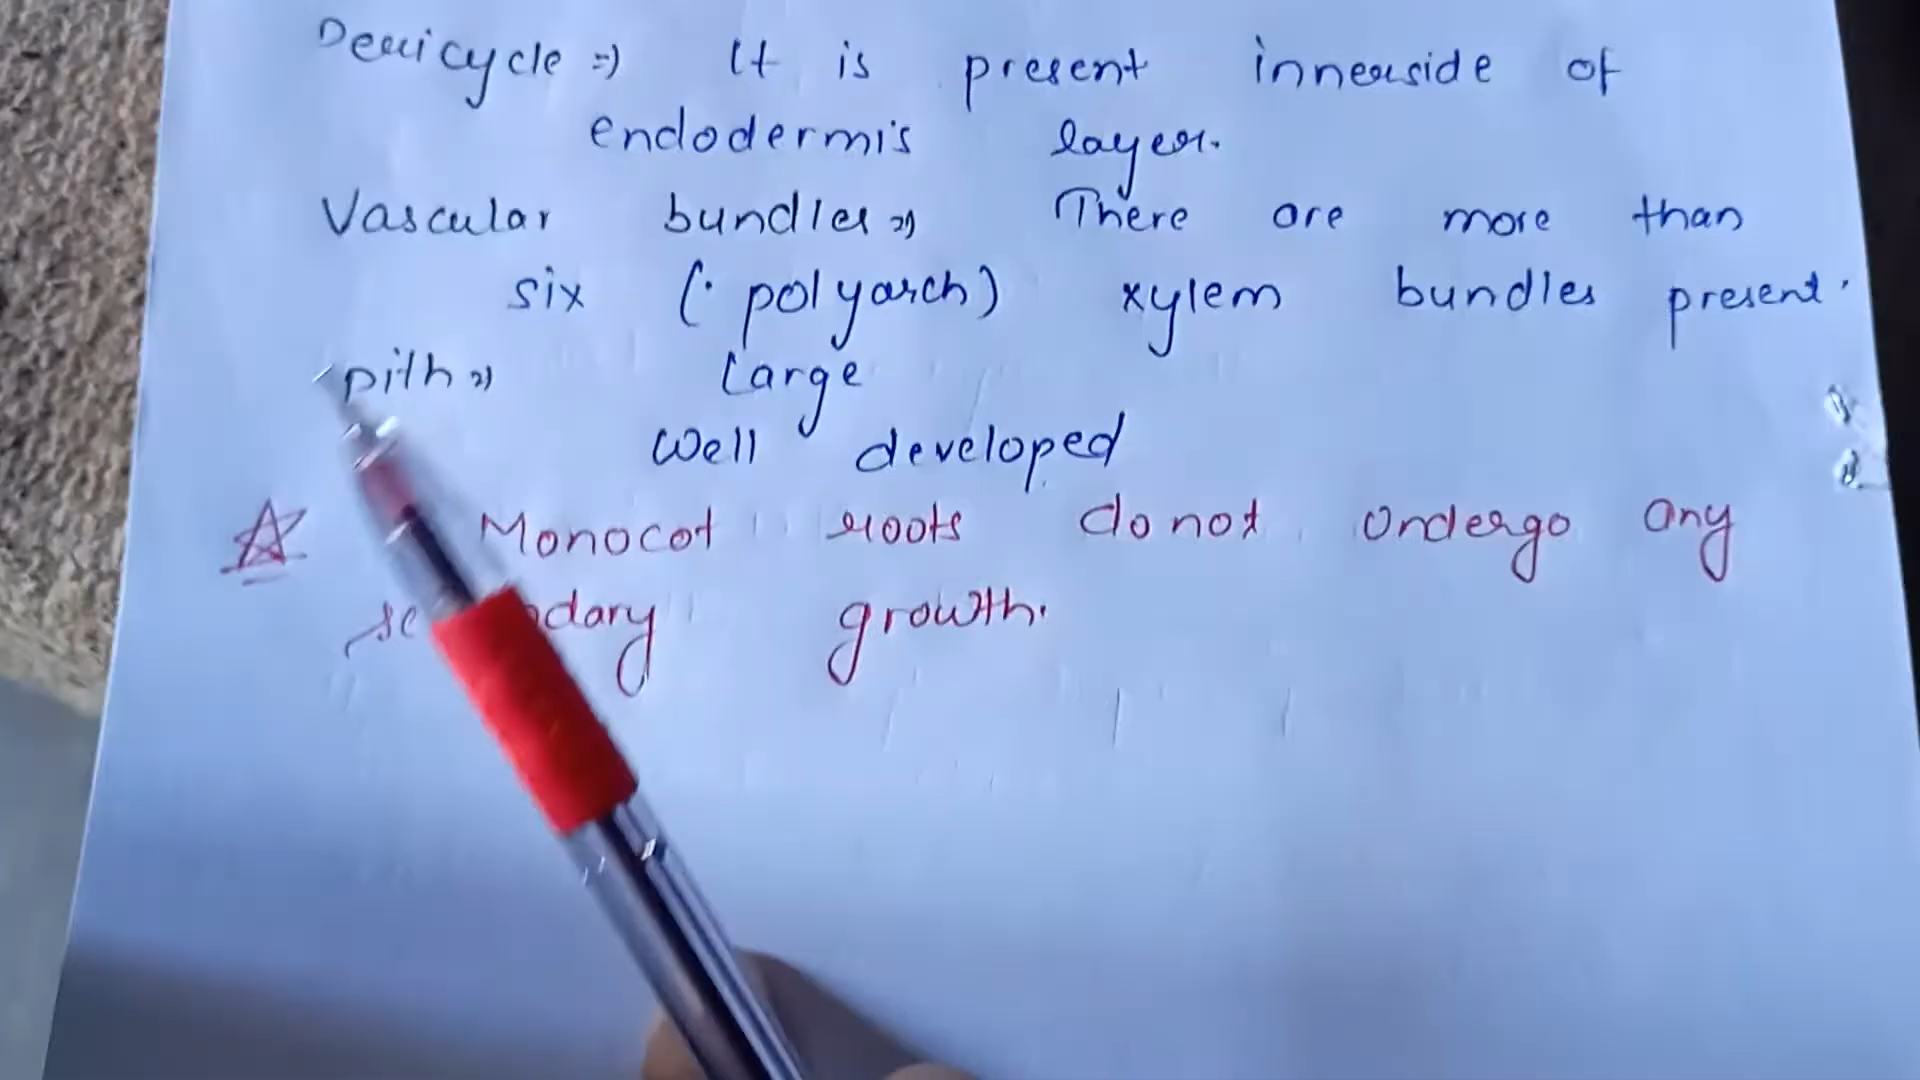 Pericycle => It is present innerside of
endodermis layer.
Vascular bundles => There are more than
six (polyarch) xylem bundles present.
pith => Large
Well developed
Monocot roots do not undergo any
growth.